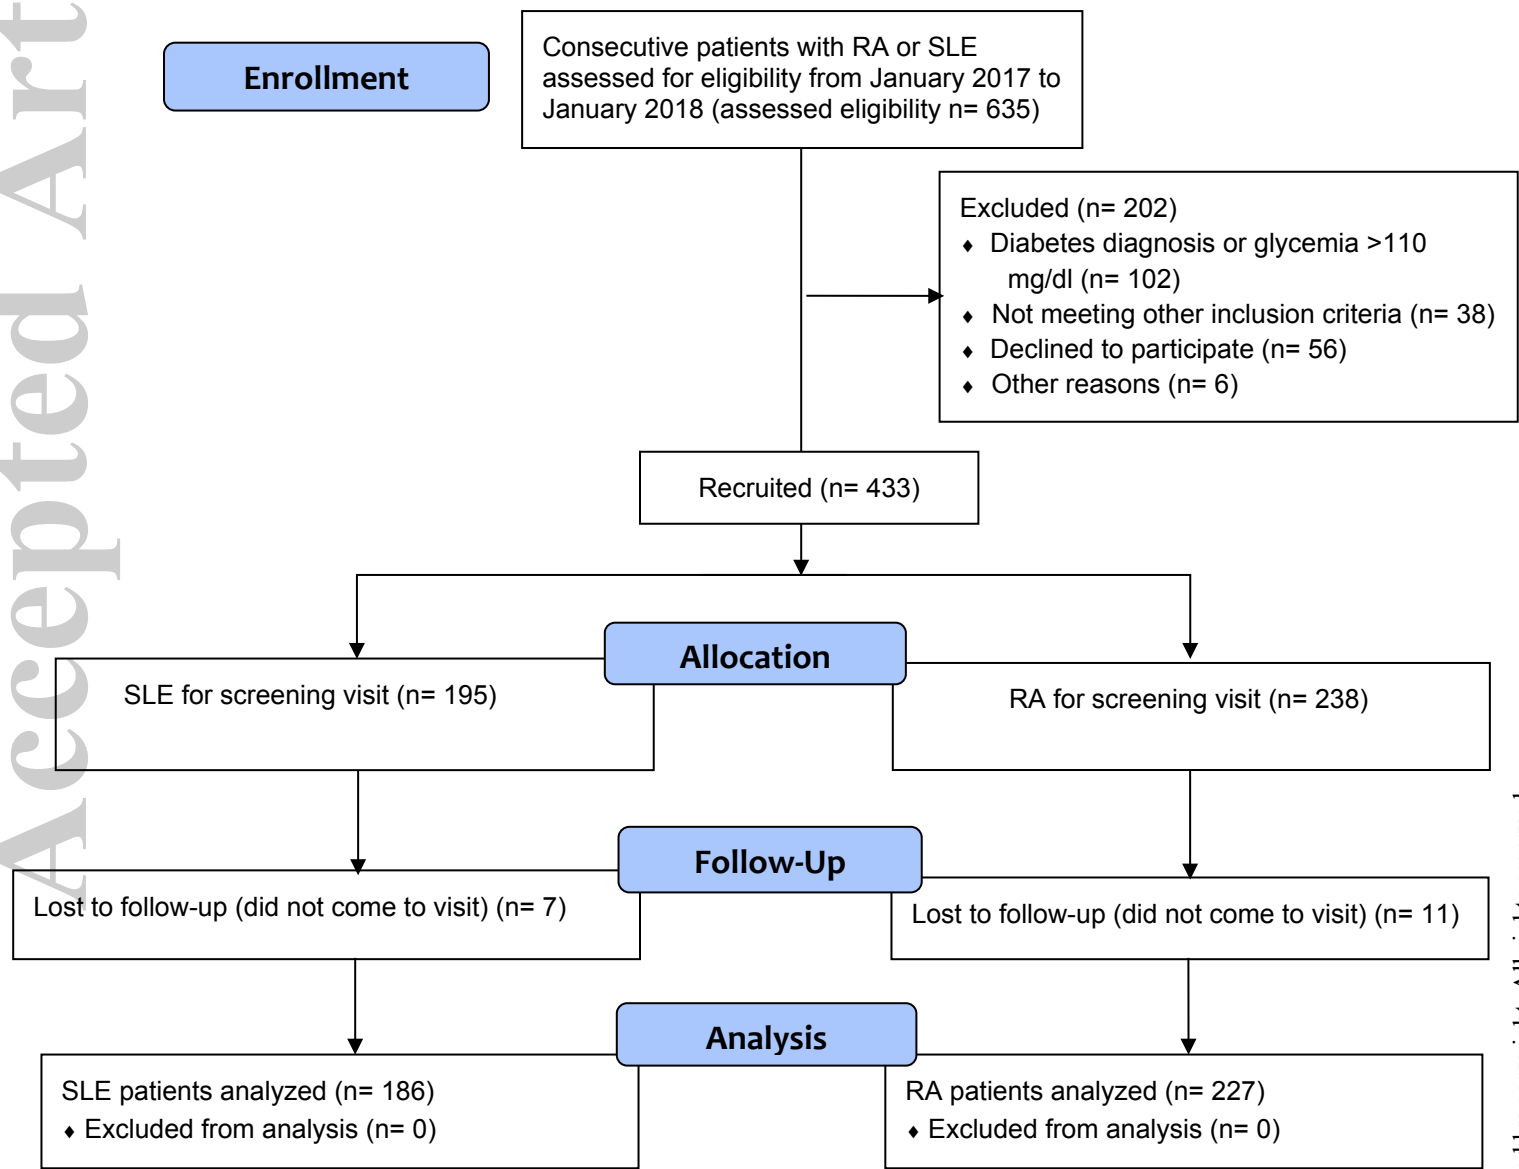 Accepted Art
Enrollment
Consecutive patients with RA or SLE
assessed for eligibility from January 2017 to
January 2018 (assessed eligibility n= 635)
Excluded (n= 202)
♦ Diabetes diagnosis or glycemia >110
mg/dl (n= 102)
♦ Not meeting other inclusion criteria (n= 38)
♦ Declined to participate (n= 56)
♦ Other reasons (n= 6)
Recruited (n= 433)
Allocation
SLE for screening visit (n= 195)
RA for screening visit (n= 238)
Follow-Up
Lost to follow-up (did not come to visit) (n= 7)
Lost to follow-up (did not come to visit) (n= 11)
Analysis
SLE patients analyzed (n= 186)
♦ Excluded from analysis (n= 0)
RA patients analyzed (n= 227)
♦ Excluded from analysis (n= 0)